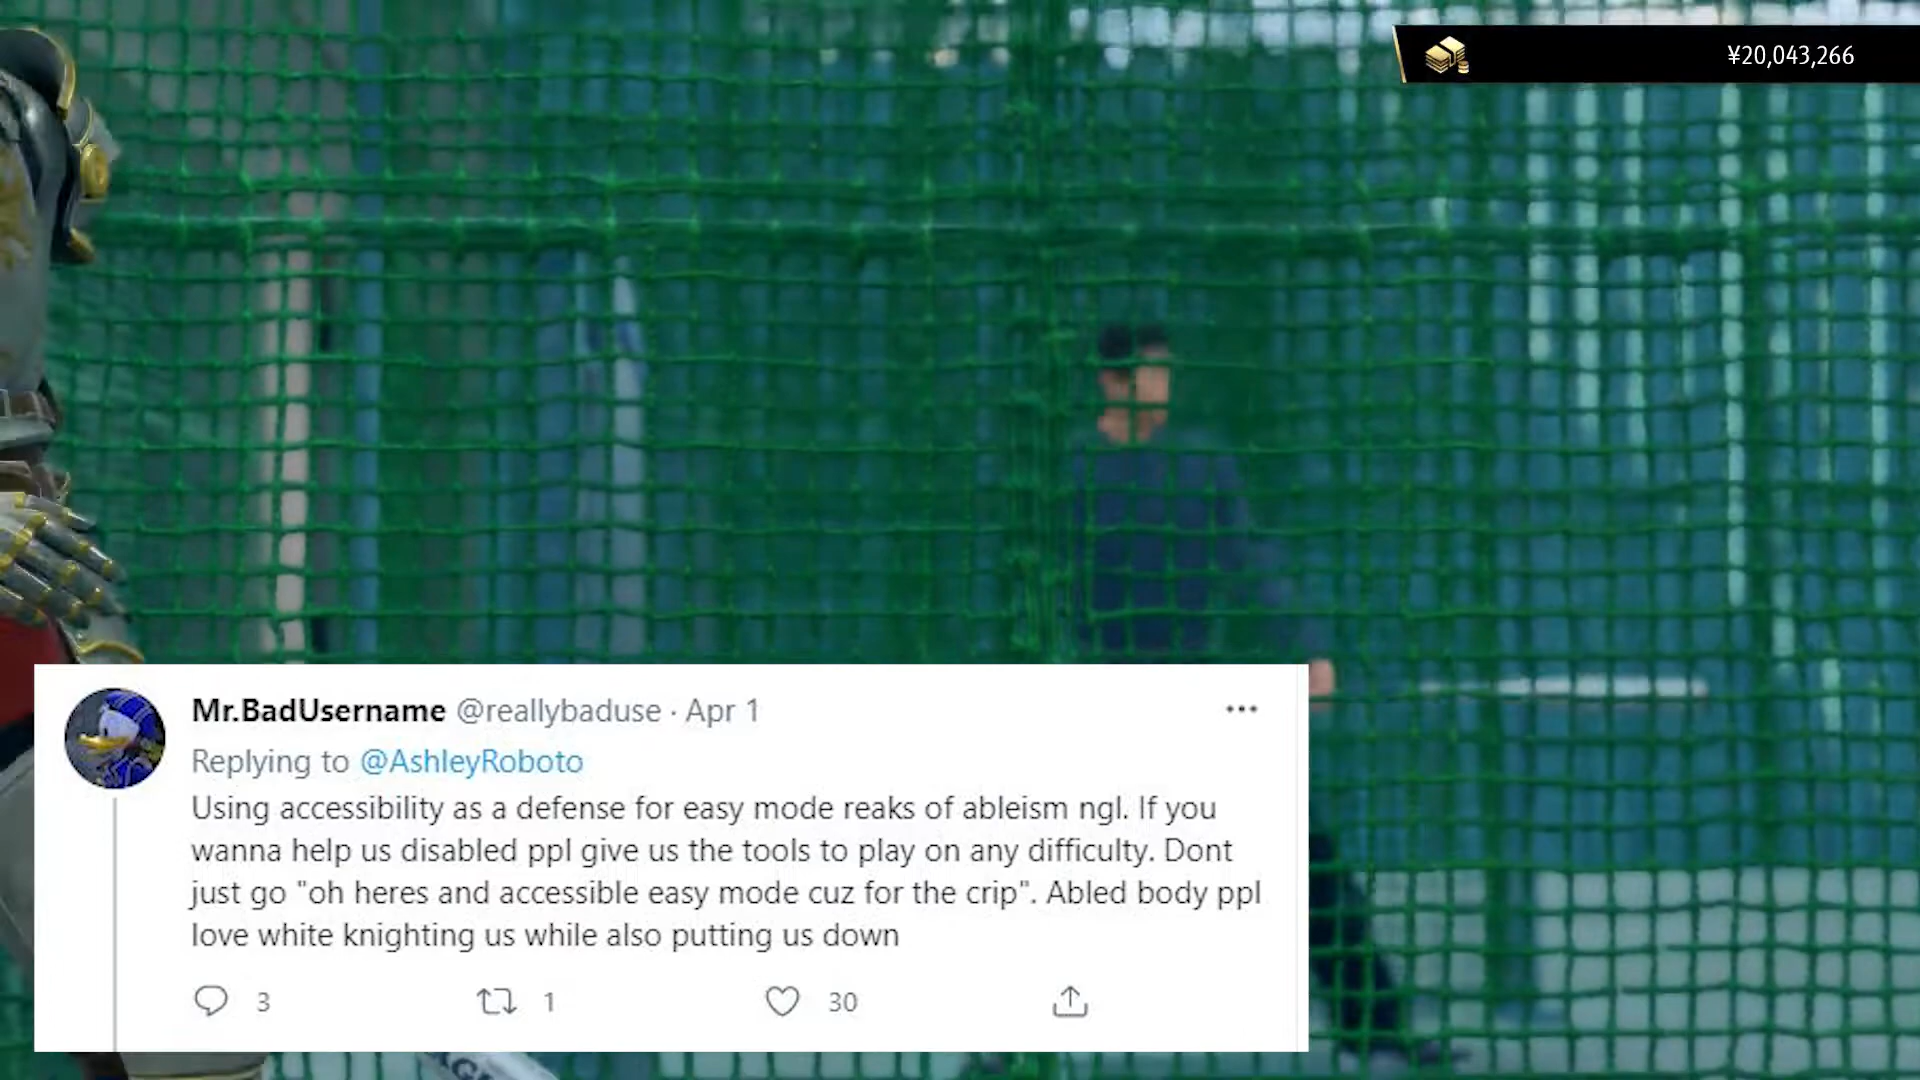 ¥20,043,266
Mr.BadUsername @reallybaduse · Apr 1
Replying to @AshleyRoboto
Using accessibility as a defense for easy mode reaks of ableism ngl. If you
wanna help us disabled ppl give us the tools to play on any difficulty. Dont
just go "oh heres and accessible easy mode cuz for the crip". Abled body ppl
love white knighting us while also putting us down
3 1 30